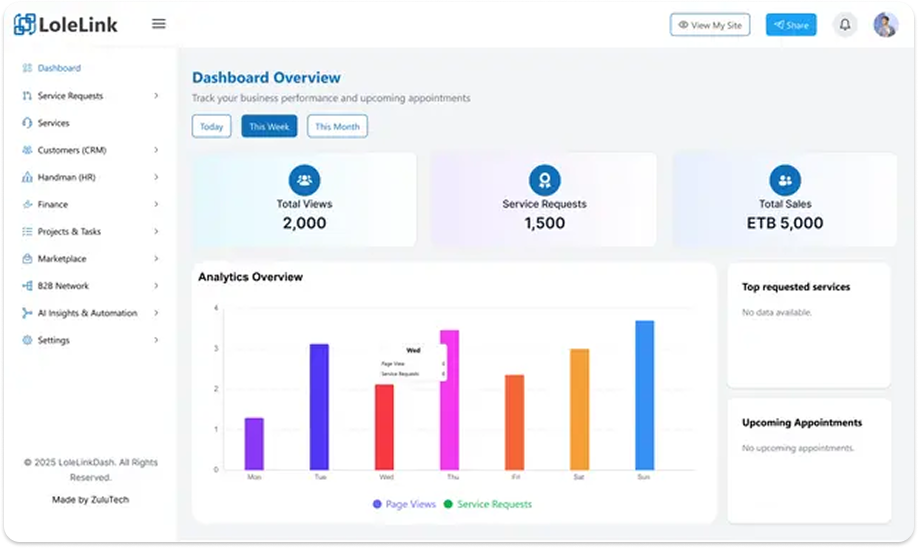 LoleLink
View My Site
Share
Dashboard
Service Requests
Services
Customers (CRM)
Handman (HR)
Finance
Projects & Tasks
Marketplace
B2B Network
AI Insights & Automation
Settings
© 2025 LoleLinkDash. All Rights
Reserved.
Made by ZuluTech
Dashboard Overview
Track your business performance and upcoming appointments
Today
This Week
This Month
Total Views
2,000
Service Requests
1,500
Total Sales
ETB 5,000
Analytics Overview
4
3
2
1
0
Wed
Page View
Service Requests
Mon
Tue
Wed
Thu
Fri
Sat
Sun
Page Views
Service Requests
Top requested services
No data available.
Upcoming Appointments
No upcoming appointments.